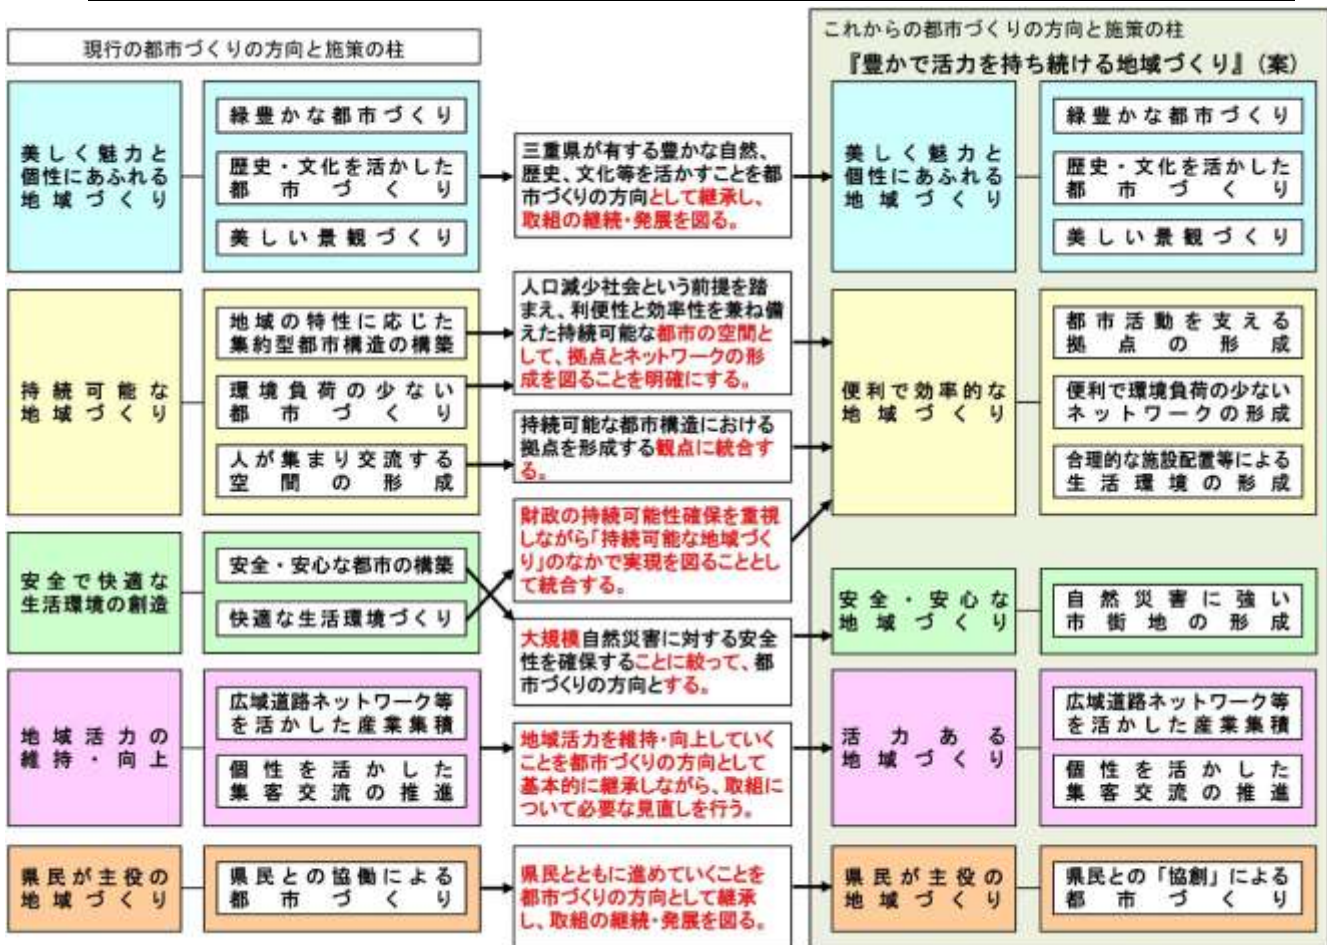 現行の都市づくりの方向と施策の柱
美しく魅力と
個性にあふれる
地域づくり
緑豊かな都市づくり
歴史・文化を活かした
都市づくり
美しい景観づくり
持続可能な
地域づくり
地域の特性に応じた
集約型都市構造の構築
環境負荷の少ない
都市づくり
人が集まり交流する
空間の形成
安全で快適な
生活環境の創造
安全・安心な都市の構築
快適な生活環境づくり
地域活力の
維持・向上
広域道路ネットワーク等
を活かした産業集積
個性を活かした
集客交流の推進
県民が主役の
地域づくり
県民との協働による
都市づくり
三重県が有する豊かな自然、
歴史、文化等を活かすことを都
市づくりの方向として継承し、
取組の継続・発展を図る。
人口減少社会という前提を踏
まえ、利便性と効率性を兼ね備
えた持続可能な都市の空間と
して、拠点とネットワークの形
成を図ることを明確にする。
持続可能な都市構造における
拠点を形成する観点に統合す
る。
財政の持続可能性確保を重視
しながら「持続可能な地域づく
り」のなかで実現を図ることとし
て統合する。
大規模自然災害に対する安全
性を確保することに絞って、都
市づくりの方向とする。
地域活力を維持・向上していく
ことを都市づくりの方向として
基本的に継承しながら、取組に
ついて必要な見直しを行う。
県民とともに進めていくことを
都市づくりの方向として継承
し、取組の継続・発展を図る。
これからの都市づくりの方向と施策の柱
『豊かで活力を持ち続ける地域づくり』(案)
美しく魅力と
個性にあふれる
地域づくり
緑豊かな都市づくり
歴史・文化を活かした
都市づくり
美しい景観づくり
便利で効率的な
地域づくり
都市活動を支える
拠点の形成
便利で環境負荷の少ない
ネットワークの形成
合理的な施設配置等による
生活環境の形成
安全・安心な
地域づくり
自然災害に強い
市街地の形成
活力ある
地域づくり
広域道路ネットワーク等
を活かした産業集積
個性を活かした
集客交流の推進
県民が主役の
地域づくり
県民との「協創」による
都市づくり